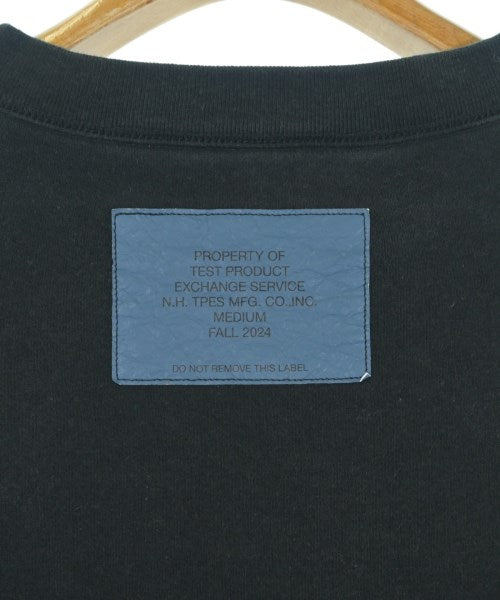 PROPERTY OF
TEST PRODUCT
EXCHANGE SERVICE
N.H. TPES MFG. CO.,INC.
MEDIUM
FALL 2024
DO NOT REMOVE THIS LABEL